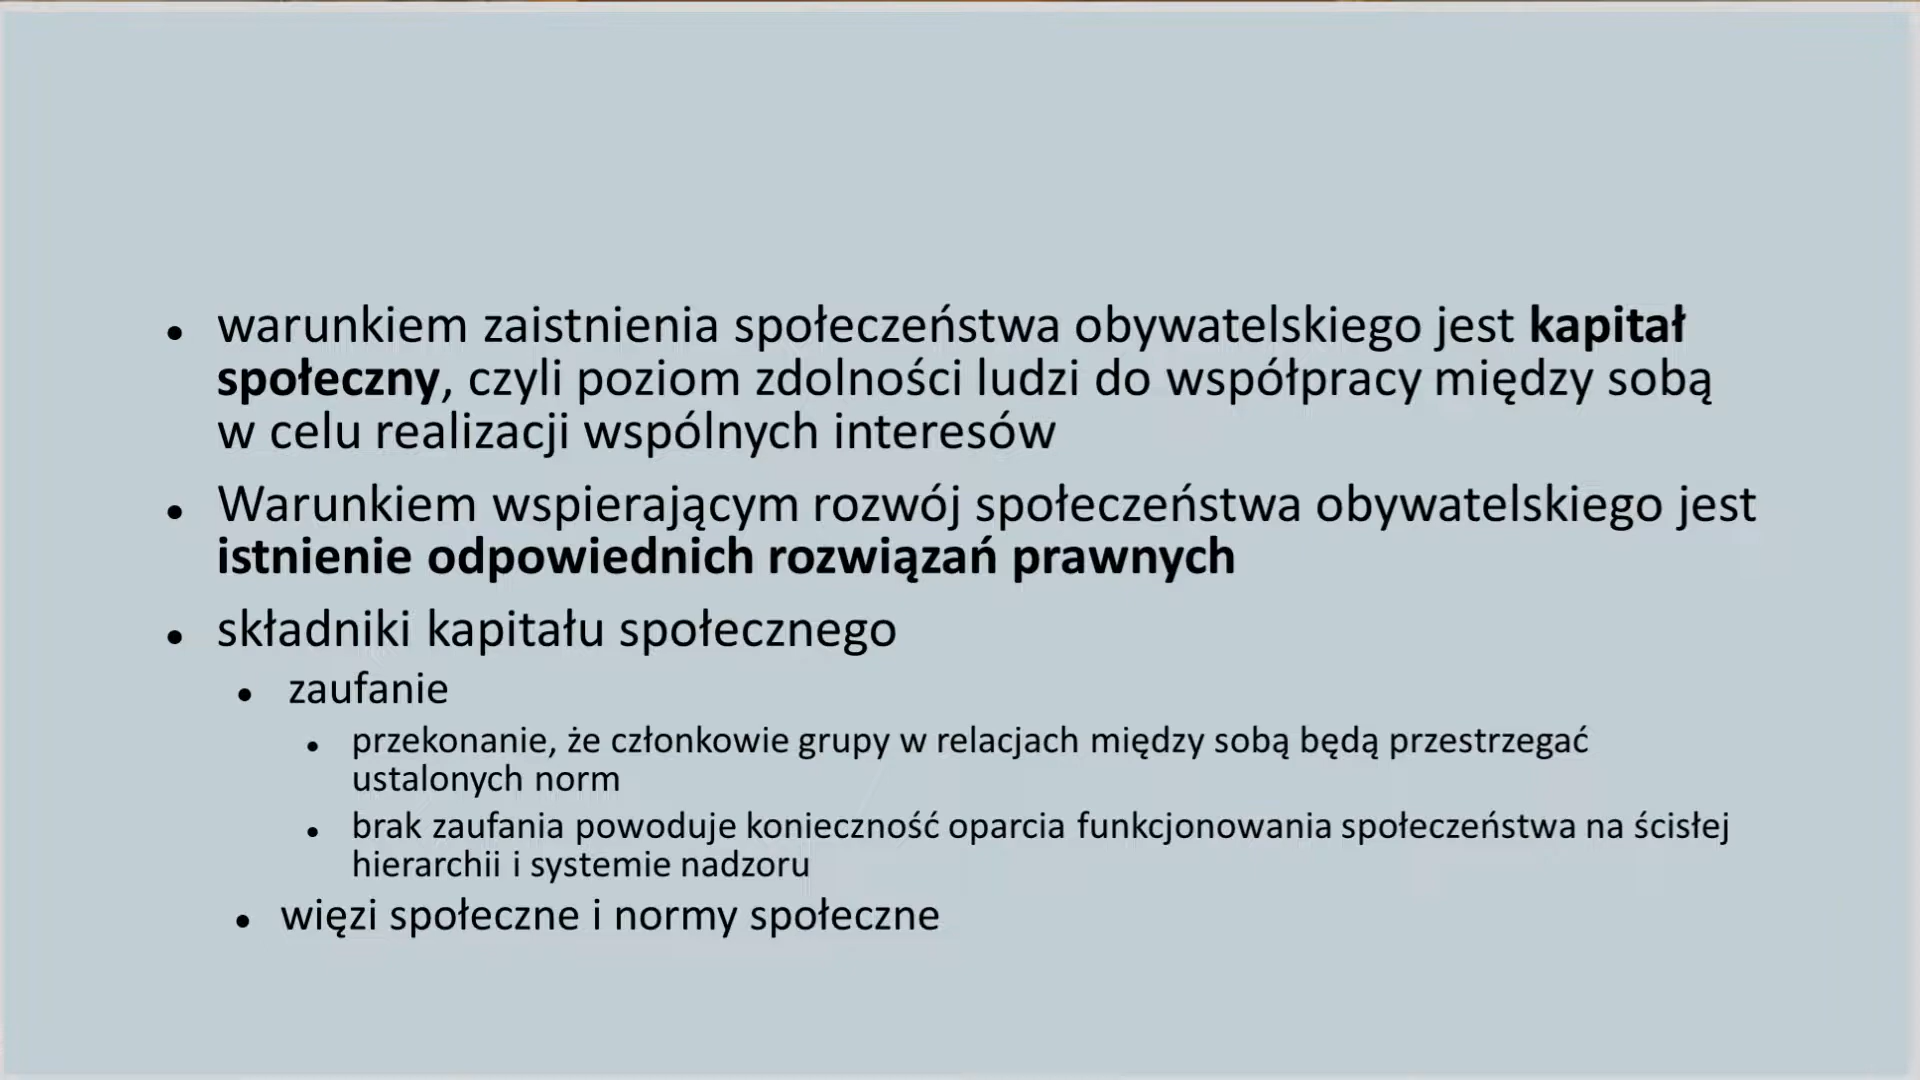 • warunkiem zaistnienia społeczeństwa obywatelskiego jest kapitał
społeczny, czyli poziom zdolności ludzi do współpracy między sobą
w celu realizacji wspólnych interesów
• Warunkiem wspierającym rozwój społeczeństwa obywatelskiego jest
istnienie odpowiednich rozwiązań prawnych
• składniki kapitału społecznego
• zaufanie
• przekonanie, że członkowie grupy w relacjach między sobą będą przestrzegać
ustalonych norm
• brak zaufania powoduje konieczność oparcia funkcjonowania społeczeństwa na ścisłej
hierarchii i systemie nadzoru
• więzi społeczne i normy społeczne